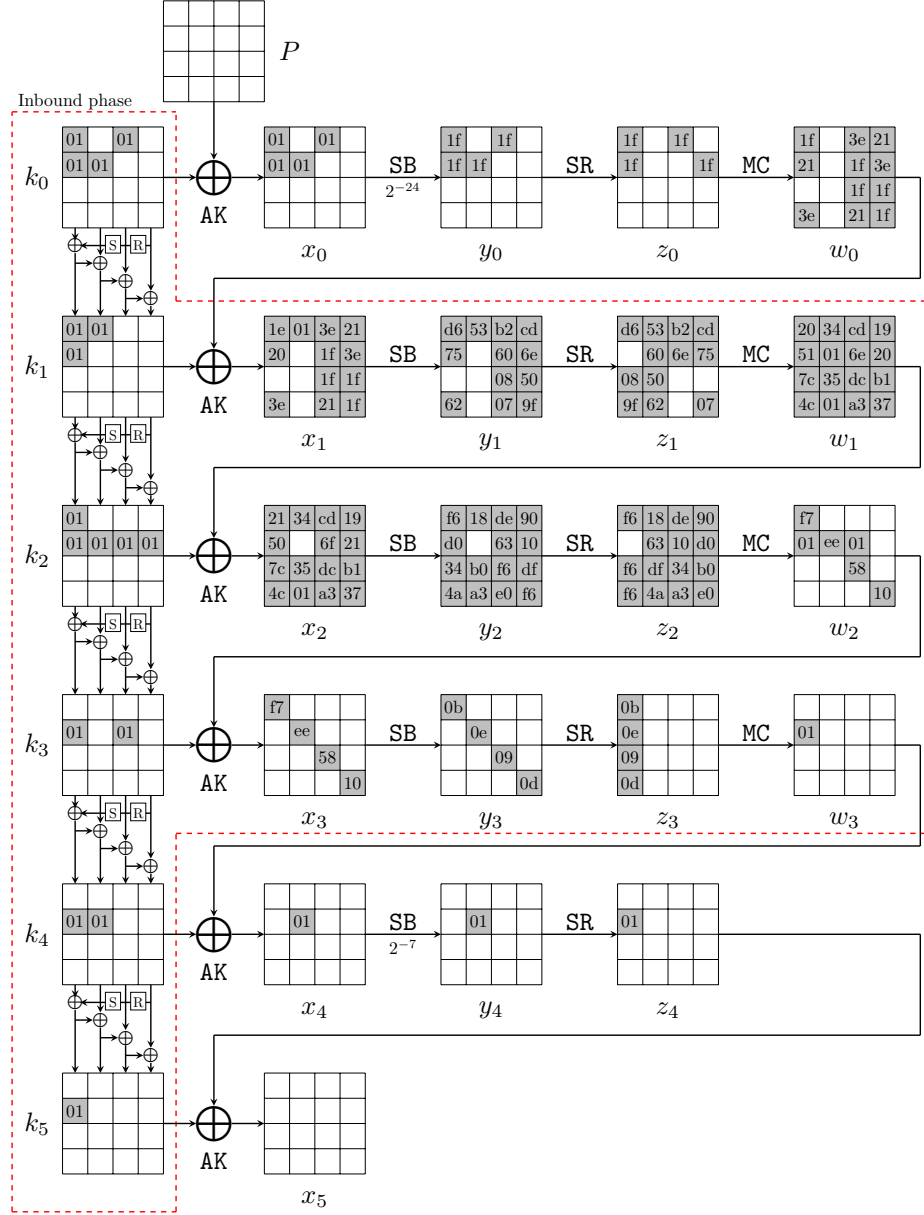 P
Inbound phase
01 01 01 01 1f 1f 1f 1f 1f 3e 21
k0 01 01 AK 01 01 SB 2−24 1f 1f SR 1f 1f MC 21 1f 3e
1f 1f
3e 21 1f
x0 y0 z0 w0
S R
01 01 1e 01 3e 21 d6 53 b2 cd d6 53 b2 cd 20 34 cd 19
k1 01 AK 20 1f 3e SB 75 60 6e SR 60 6e 75 MC 51 01 6e 20
1f 1f 08 50 08 50 7c 35 dc b1
3e 21 1f 62 07 9f 9f 62 07 4c 01 a3 37
x1 y1 z1 w1
S R
01 21 34 cd 19 f6 18 de 90 f6 18 de 90 f7
k2 01 01 01 01 AK 50 6f 21 SB d0 63 10 SR 63 10 d0 MC 01 ee 01
7c 35 dc b1 34 b0 f6 df f6 df 34 b0 58
4c 01 a3 37 4a a3 e0 f6 f6 4a a3 e0 10
x2 y2 z2 w2
S R
f7 0b 0b
k3 01 01 AK ee SB 0e SR 0e MC 01
58 09 09
10 0d 0d
x3 y3 z3 w3
S R
k4 01 01 AK 01 SB 2−7 01 SR 01
x4 y4 z4
S R
k5 01 AK
x5